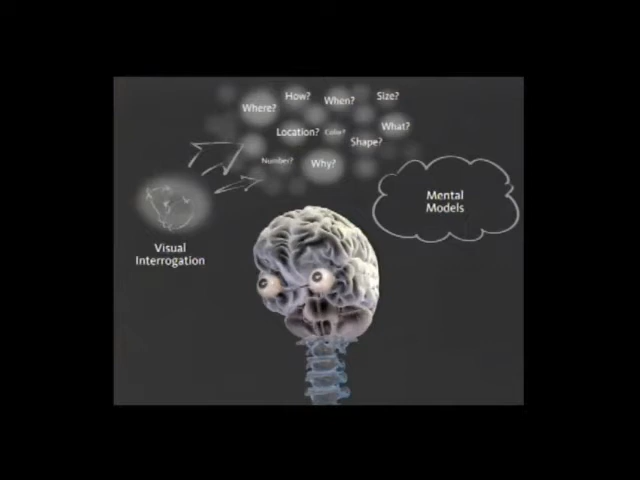 Where?
How?
When?
Size?
Location?
Color?
Shape?
What?
Number?
Why?
Mental
Models
Visual
Interrogation